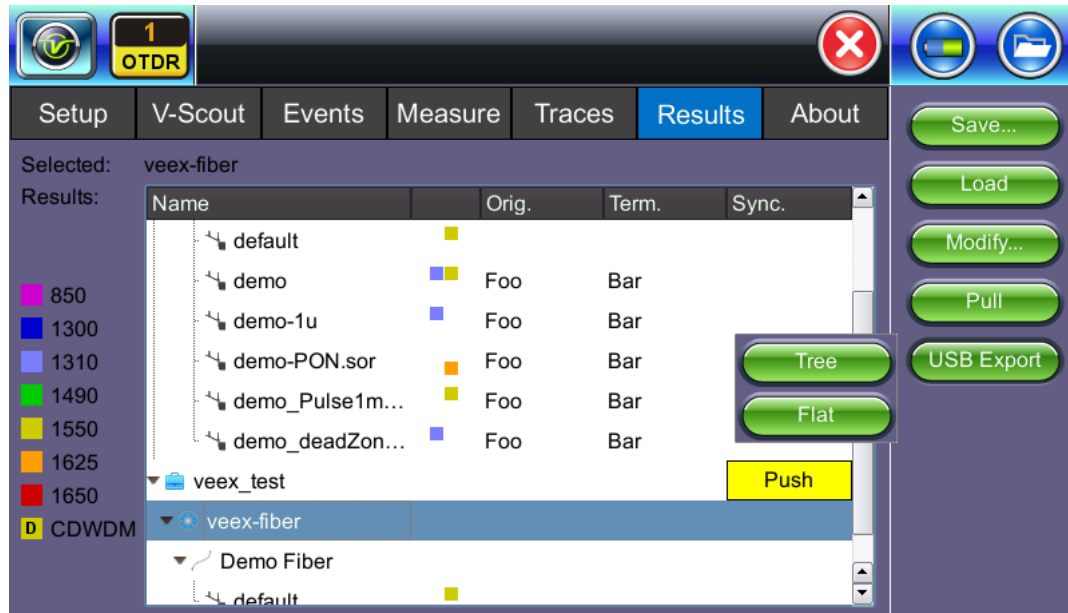 1
OTDR
Setup V-Scout Events Measure Traces Results About
Selected: veex-fiber
Results:
Name Orig. Term. Sync.
default
demo Foo Bar
demo-1u Foo Bar
demo-PON.sor Foo Bar
demo_Pulse1m... Foo Bar
demo_deadZon... Foo Bar
veex_test Push
veex-fiber
Demo Fiber
default
850
1300
1310
1490
1550
1625
1650
D CDWDM
Tree
Flat
Save...
Load
Modify...
Pull
USB Export